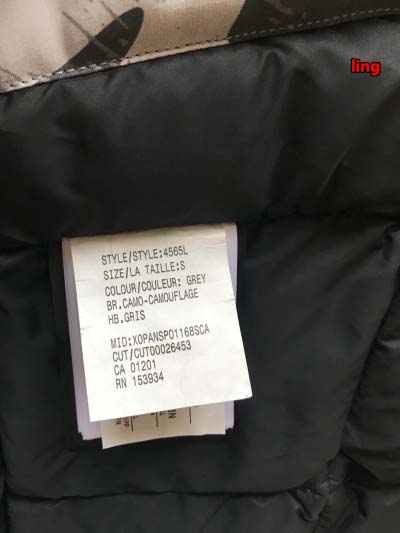 ling
STYLE/STYLE:4565L
SIZE/LA TAILLE:S
COLOUR/COULEUR: GREY
BR.CAMO-CAMOUFLAGE
HB.GRIS
MID:XOPANSPO1168SCA
CUT/CUT00026453
CA 01201
RN 153934